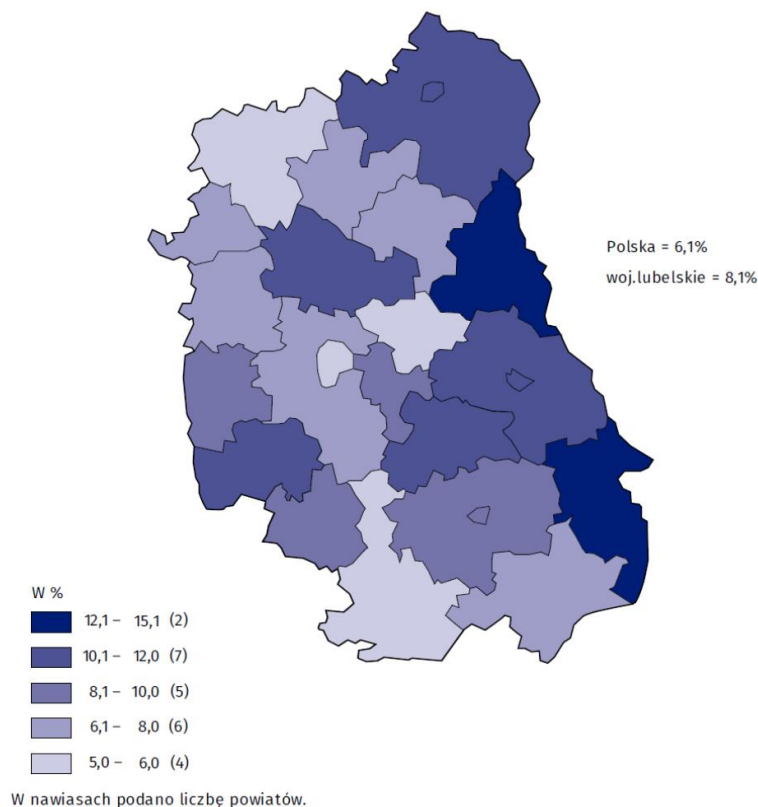 Polska = 6,1%
woj.lubelskie = 8,1%
W %
12,1 – 15,1 (2)
10,1 – 12,0 (7)
8,1 – 10,0 (5)
6,1 – 8,0 (6)
5,0 – 6,0 (4)
W nawiasach podano liczbę powiatów.